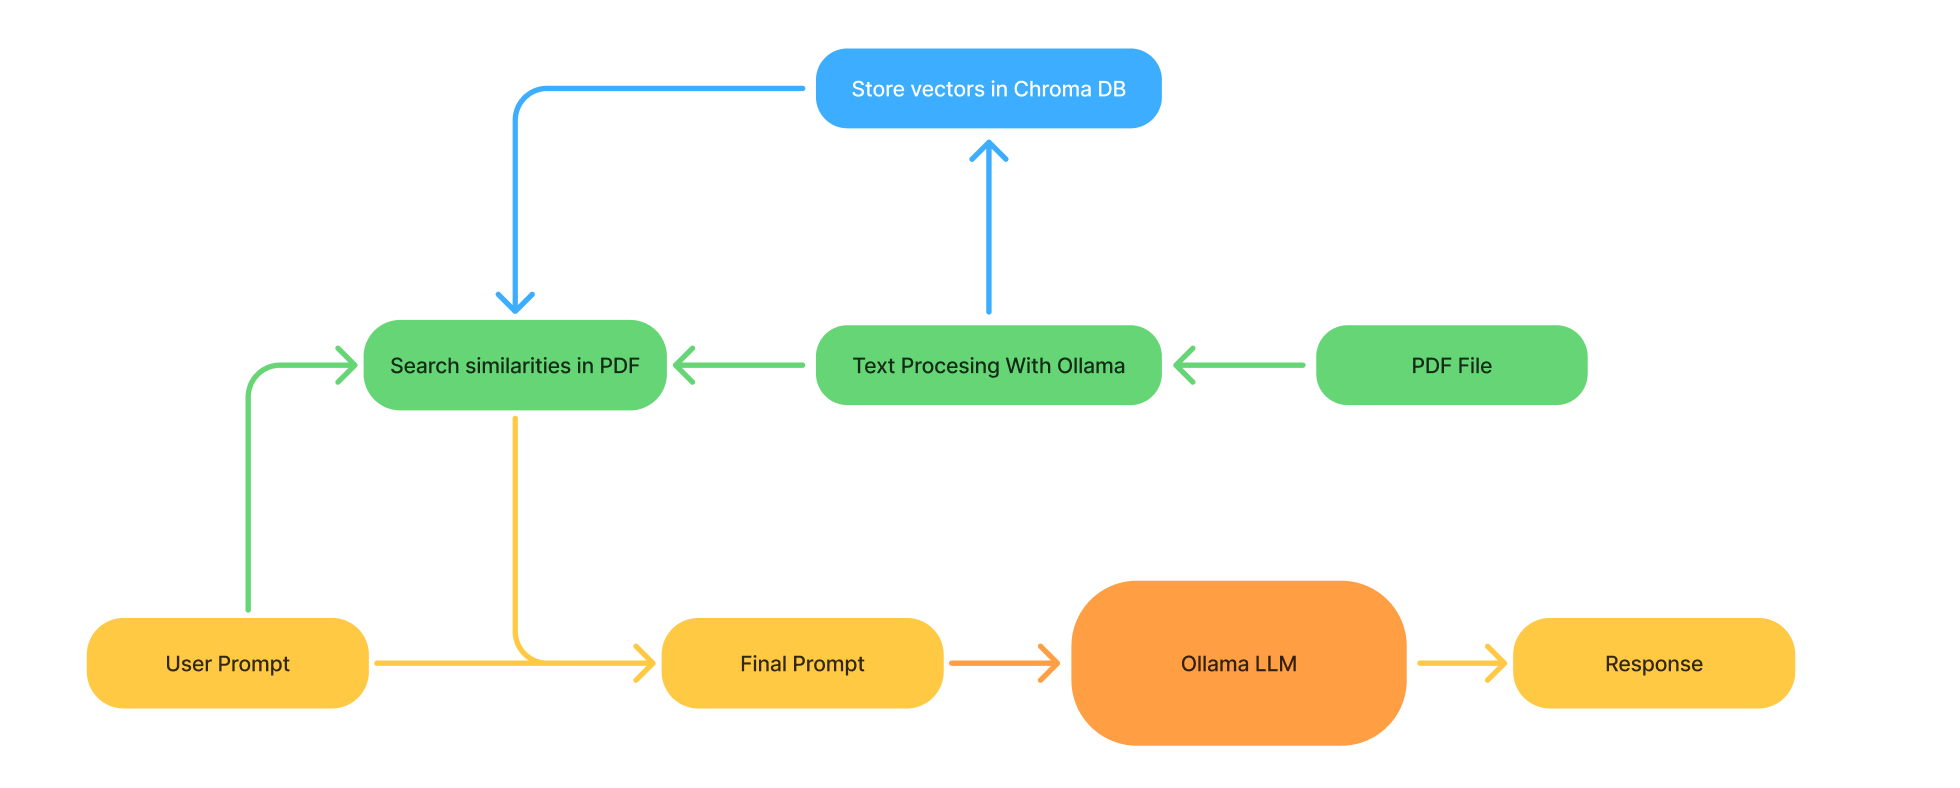 Store vectors in Chroma DB
Search similarities in PDF
Text Procesing With Ollama
PDF File
User Prompt
Final Prompt
Ollama LLM
Response